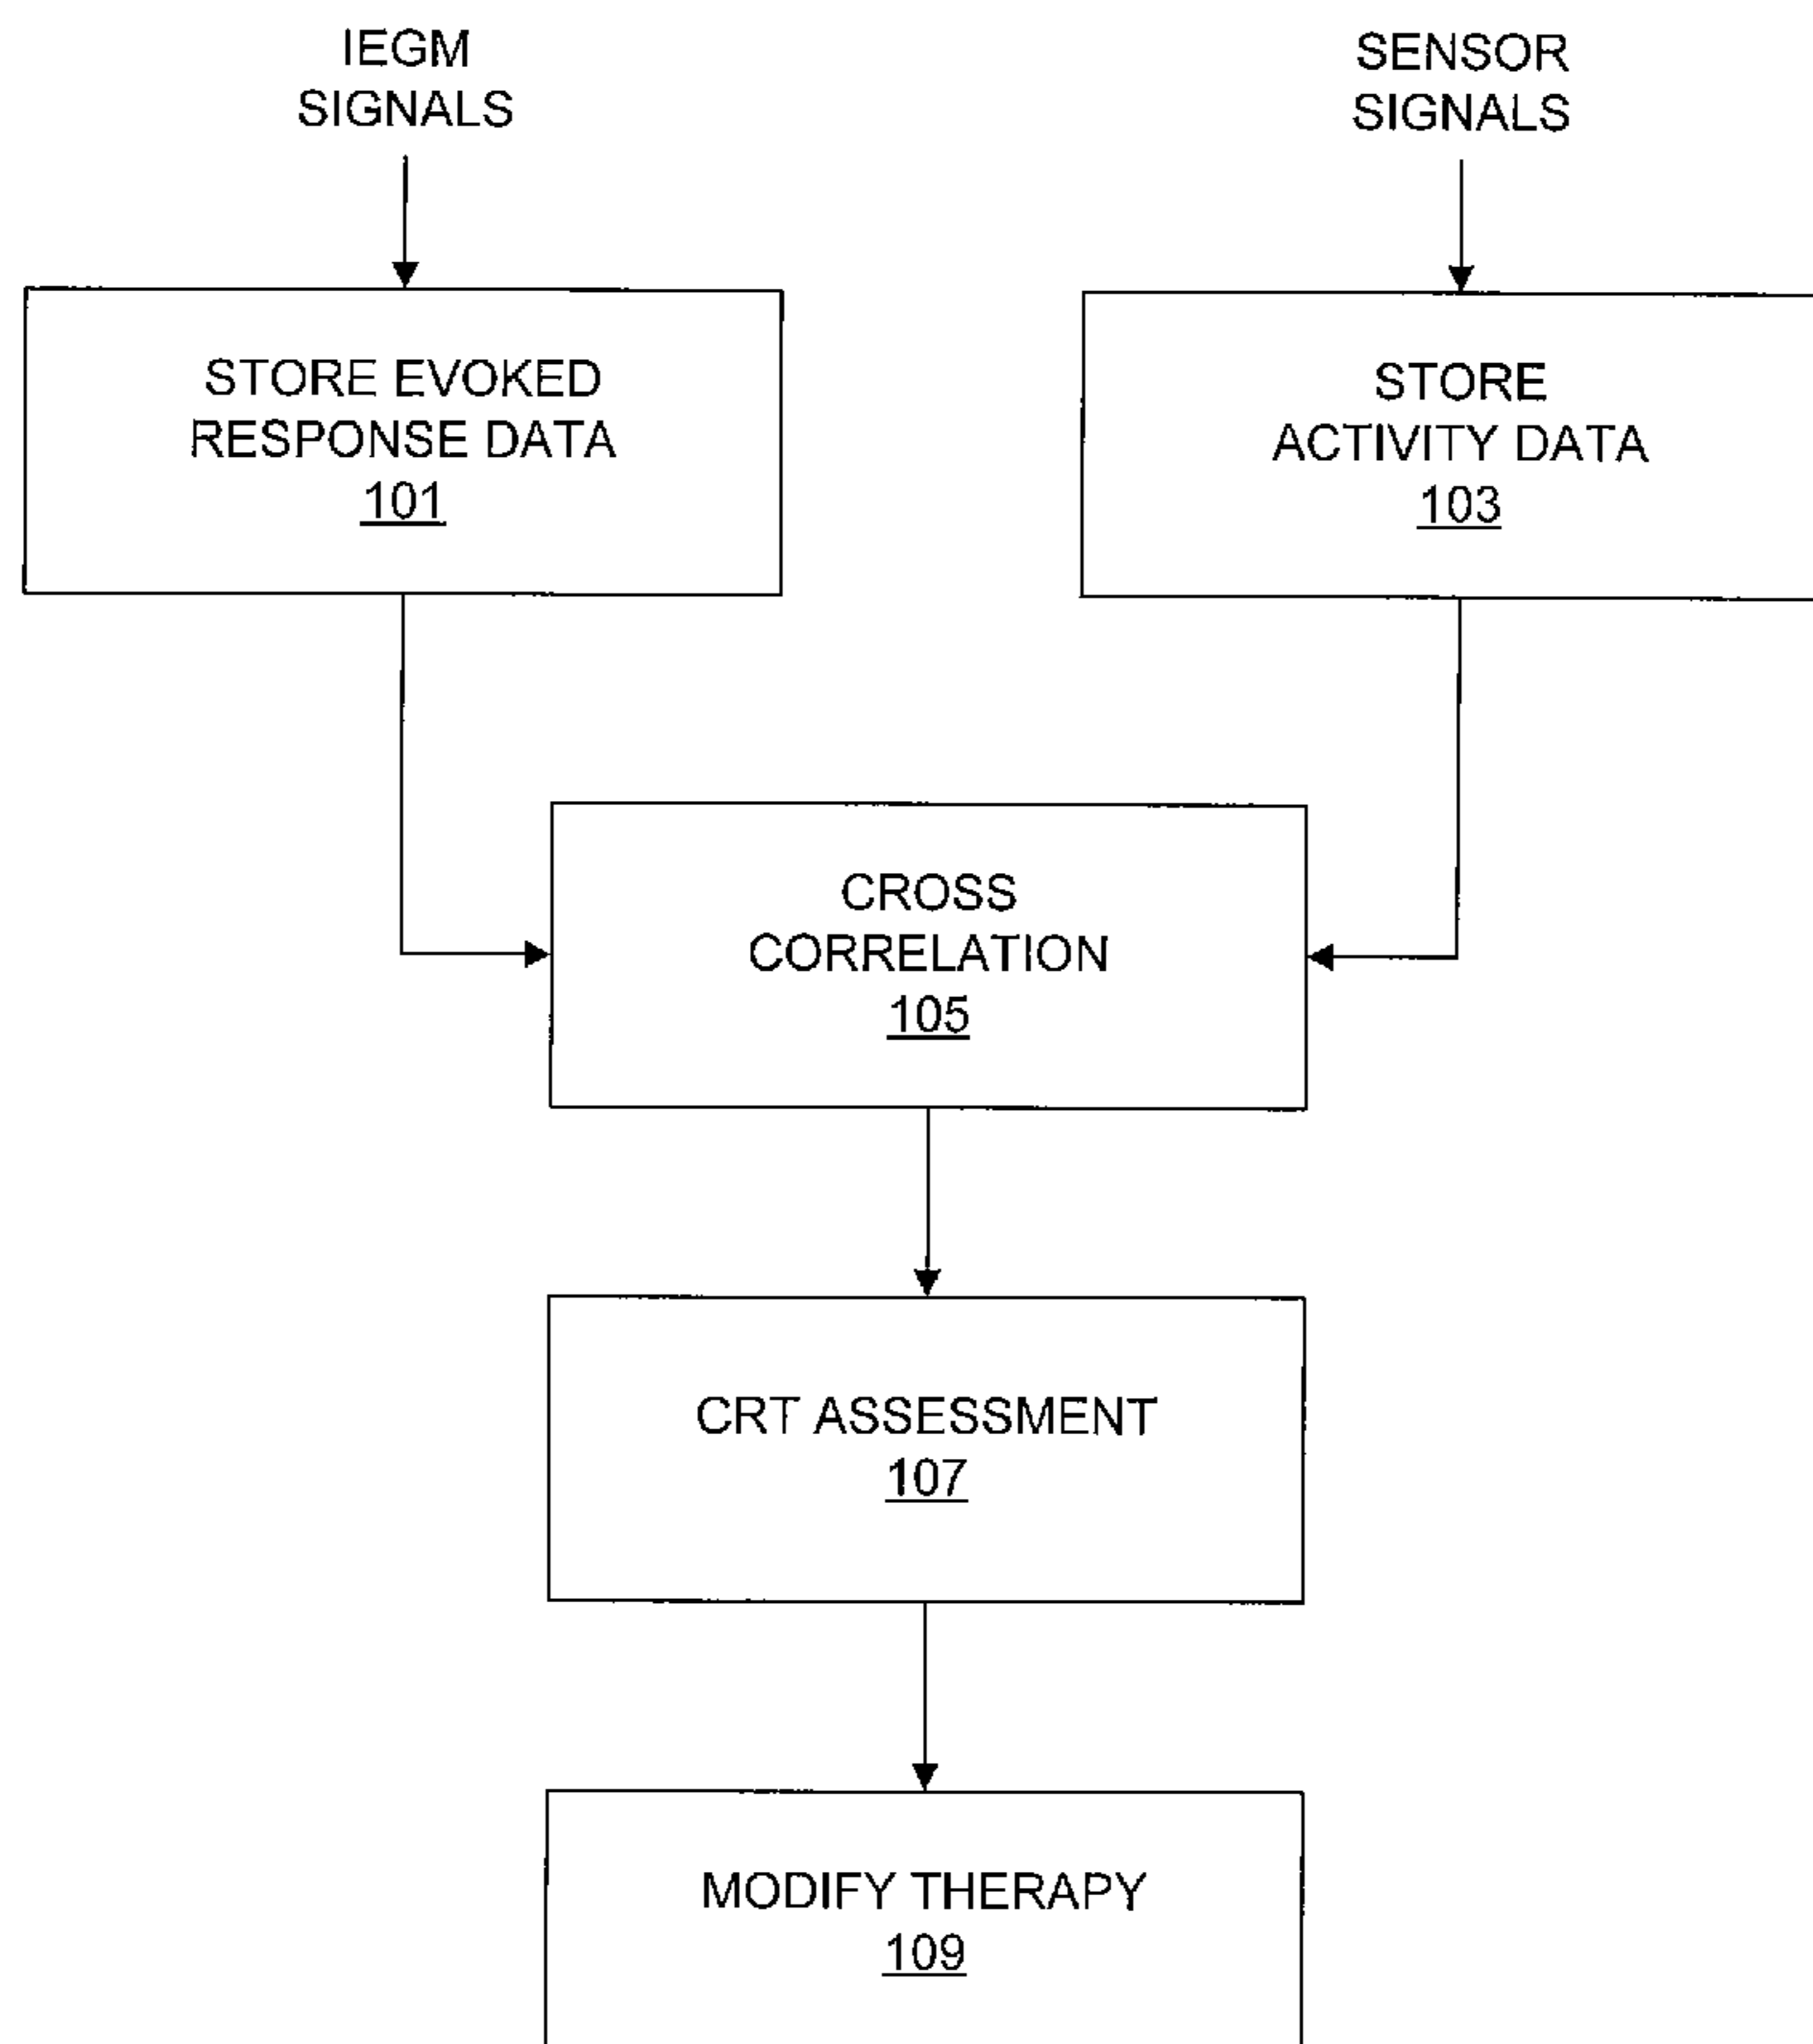 IEGM
SIGNALS
SENSOR
SIGNALS
STORE EVOKED
RESPONSE DATA
101
STORE
ACTIVITY DATA
103
CROSS
CORRELATION
105
CRT ASSESSMENT
107
MODIFY THERAPY
109